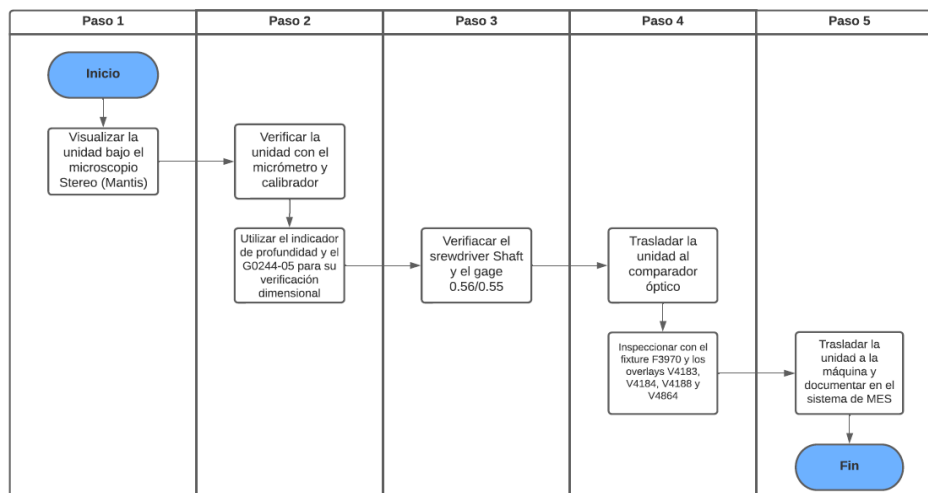 Paso 1
Paso 2
Paso 3
Paso 4
Paso 5
Inicio
Visualizar la
unidad bajo el
microscopio
Stereo (Mantis)
Verificar la
unidad con el
micrómetro y
calibrador
Utilizar el indicador
de profundidad y el
G0244-05 para su
verificación
dimensional
Verifiacar el
srewdriver Shaft
y el gage
0.56/0.55
Trasladar la
unidad al
comparador
óptico
Inspeccionar con el
fixture F3970 y los
overlays V4183,
V4184, V4188 y
V4864
Trasladar la
unidad a la
máquina y
documentar en el
sistema de MES
Fin